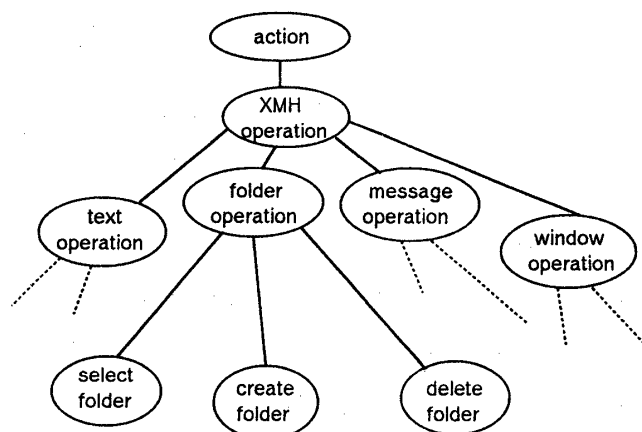 action
XMH
operation
text
operation
folder
operation
message
operation
window
operation
select
folder
create
folder
delete
folder